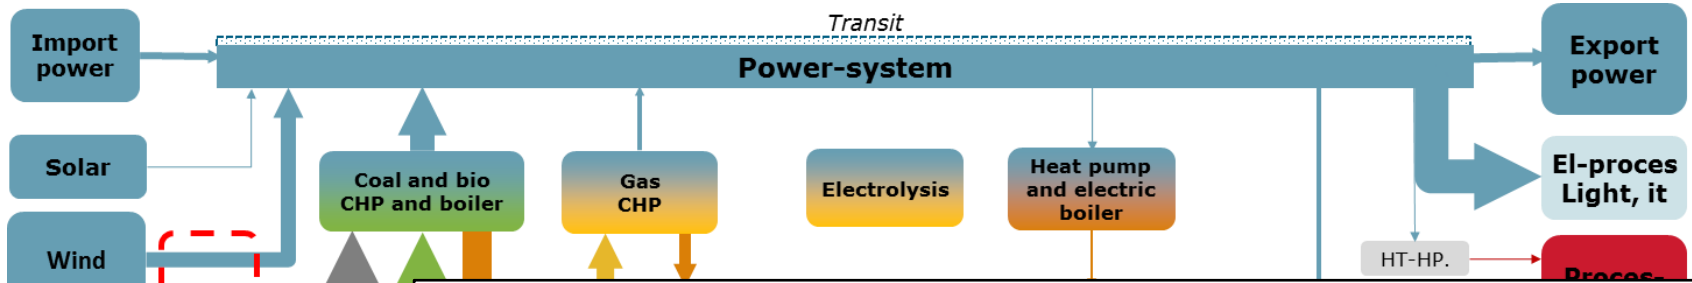 Transit
Import
power
Power-system
Export
power
Solar
Coal and bio
CHP and boiler
Gas
CHP
Electrolysis
Heat pump
and electric
boiler
El-proces
Light, it
Wind
HT-HP.
Proces-